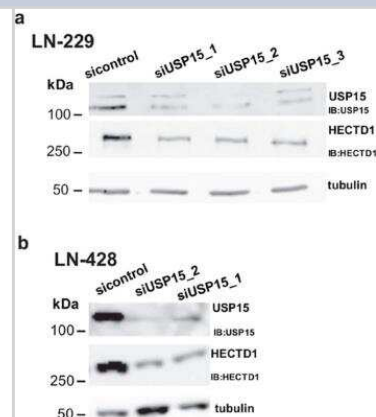 a
LN-229
sicontrol siUSP15_1 siUSP15_2 siUSP15_3
kDa
USP15
100
IB:USP15
HECTD1
250
IB:HECTD1
50
tubulin
b
LN-428
sicontrol siUSP15_2 siUSP15_1
kDa
USP15
100
IB:USP15
HECTD1
250
IB:HECTD1
50
tubulin